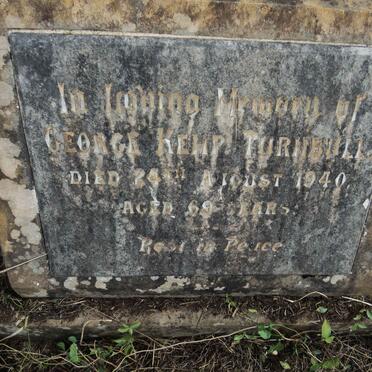 In Loving Memory of
GEORGE KEMP TURNBULL
DIED 24TH AUGUST 1940.
AGED 69 YEARS.
Rest in Peace